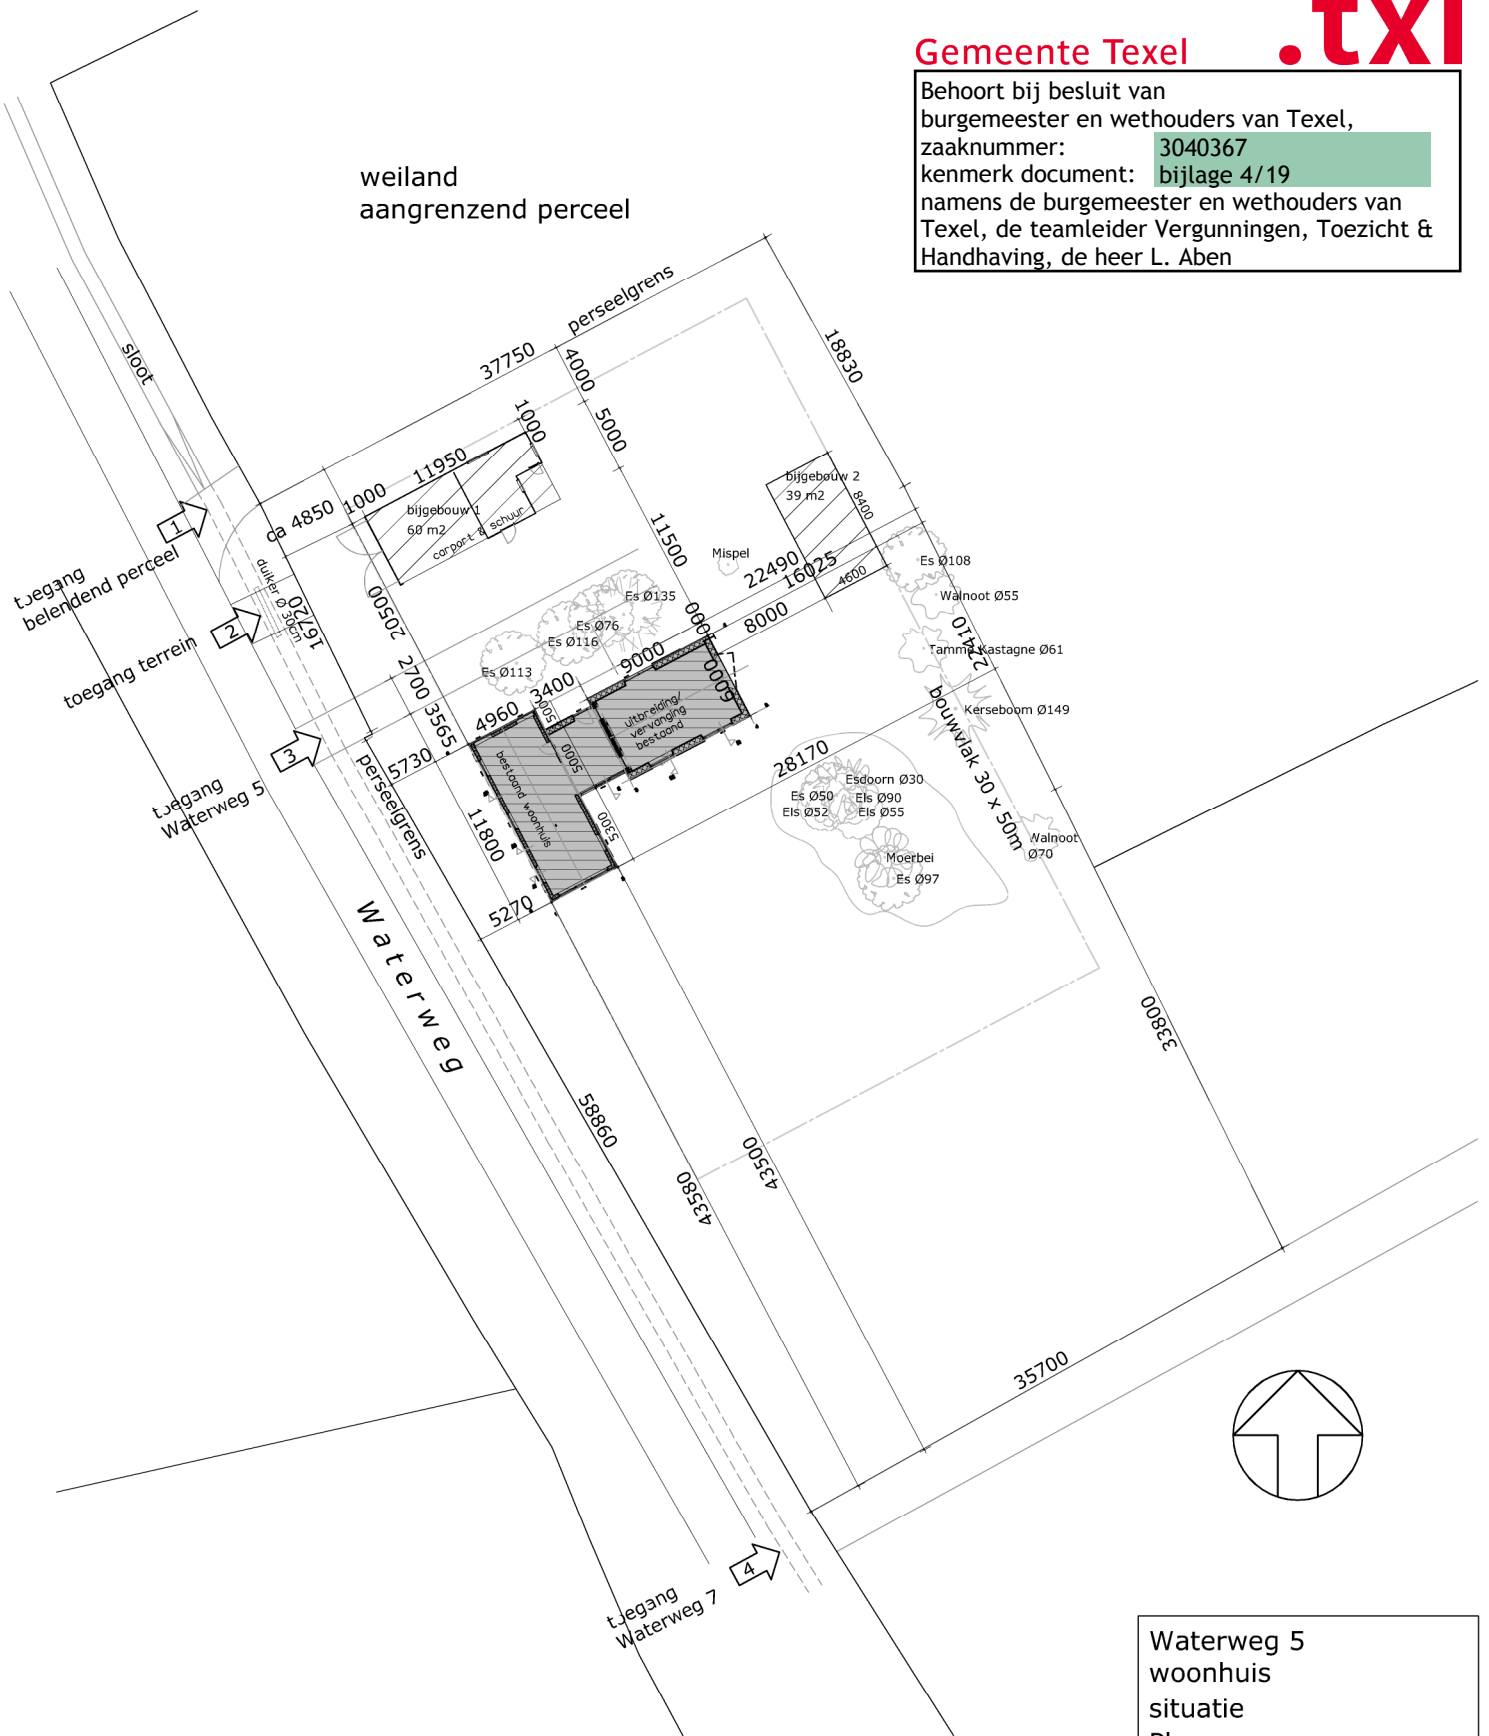 .txl
Gemeente Texel
Behoort bij besluit van
burgemeester en wethouders van Texel,
zaaknummer: 3040367
kenmerk document: bijlage 4/19
namens de burgemeester en wethouders van
Texel, de teamleider Vergunningen, Toezicht &
Handhaving, de heer L. Aben
weiland
aangrenzend perceel
perseelgrens
37750
4000
18830
sloot
1000
5000
11950
1000
ca 4850
bijgebouw 1
60 m2
carport & schuur
bijgebouw 2
39 m2
8400
1
toegang
belendend perceel
duiker Ø 30cm
16720
20500
11500
Mispel
22490
16025
4600
8000
Es Ø108
Walnoot Ø55
2
toegang terrein
Es Ø135
Es Ø76
Es Ø116
Es Ø113
Tamme Kastagne Ø61
22410
2700
3565
4960
3400
9000
6000
5000
5000
uitbreiding/
vervanging
bestaand
bestaand woonhuis
3
toegang
Waterweg 5
5730
perseelgrens
11800
5300
5270
28170
Kerseboom Ø149
bouwvlak 30 x 50m
Esdoorn Ø30
Es Ø50
Els Ø90
Els Ø52
Els Ø55
Moerbei
Es Ø97
Walnoot
Ø70
Waterweg
33800
58860
43500
43580
35700
4
toegang
Waterweg 7
Waterweg 5
woonhuis
situatie